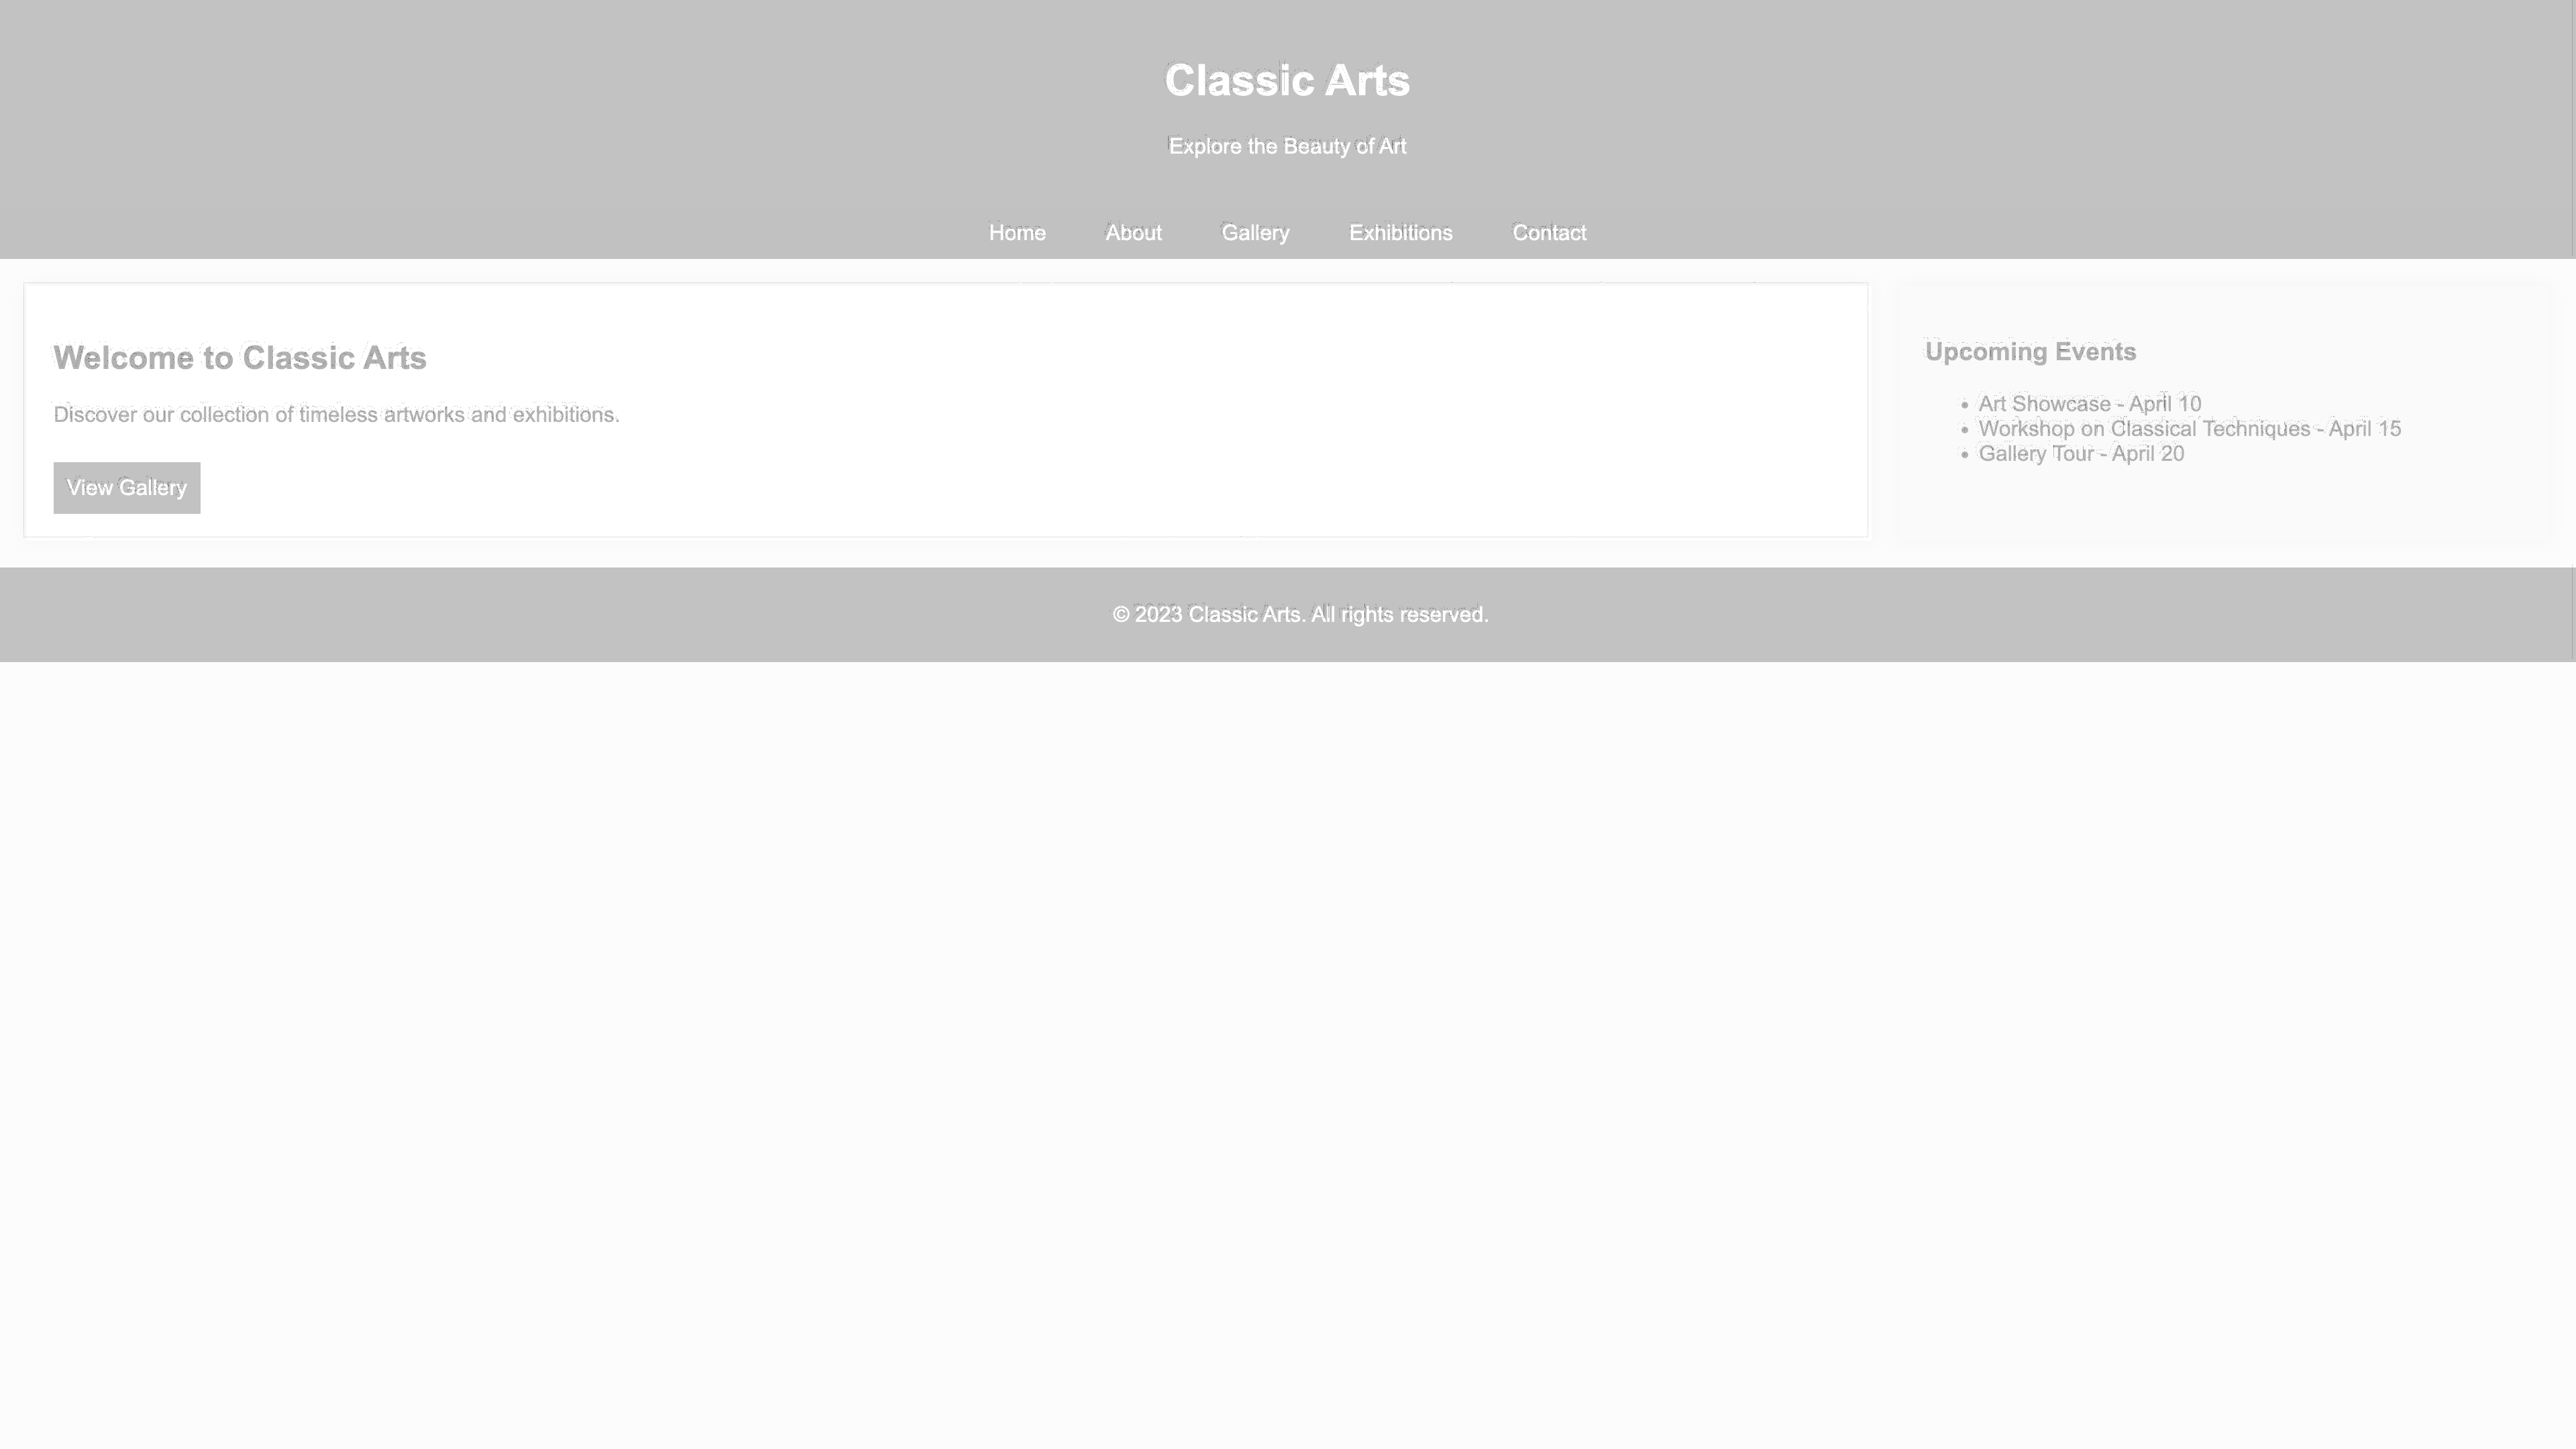 Classic Arts
Explore the Beauty of Art
Home About Gallery Exhibitions Contact
Welcome to Classic Arts
Discover our collection of timeless artworks and exhibitions.
View Gallery
Upcoming Events
• Art Showcase - April 10
• Workshop on Classical Techniques - April 15
• Gallery Tour - April 20
© 2023 Classic Arts. All rights reserved.